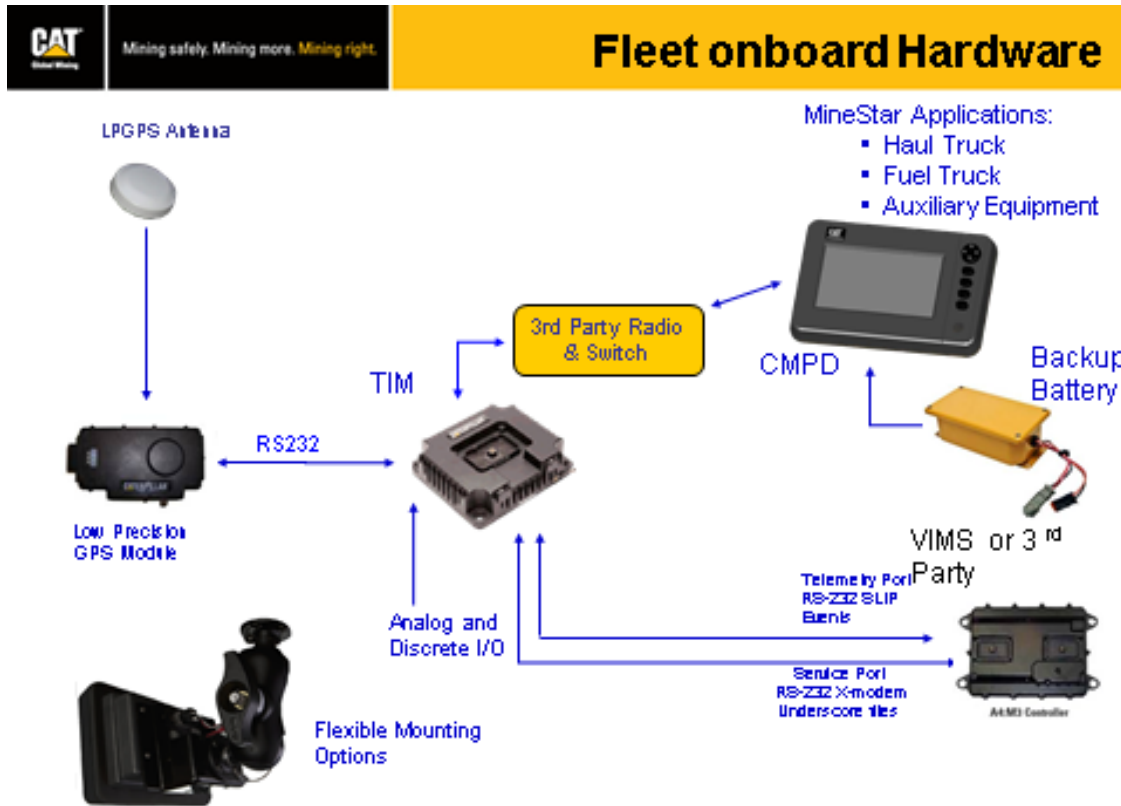 CAT
Global Mining
Mining safely. Mining more. Mining right.
Fleet onboard Hardware
LPGPS Antenna
MineStar Applications:
▪ Haul Truck
▪ Fuel Truck
▪ Auxiliary Equipment
CAT
3rd Party Radio
& Switch
CMPD
Backup
Battery
TIM
RS232
Low Precision
GPS Module
VIMS or 3 rd
Party
Telemetry Port
RS-232 SLIP
Events
Analog and
Discrete I/O
Service Port
RS-232 X-modem
Underscore files
A4:M3 Controller
Flexible Mounting
Options